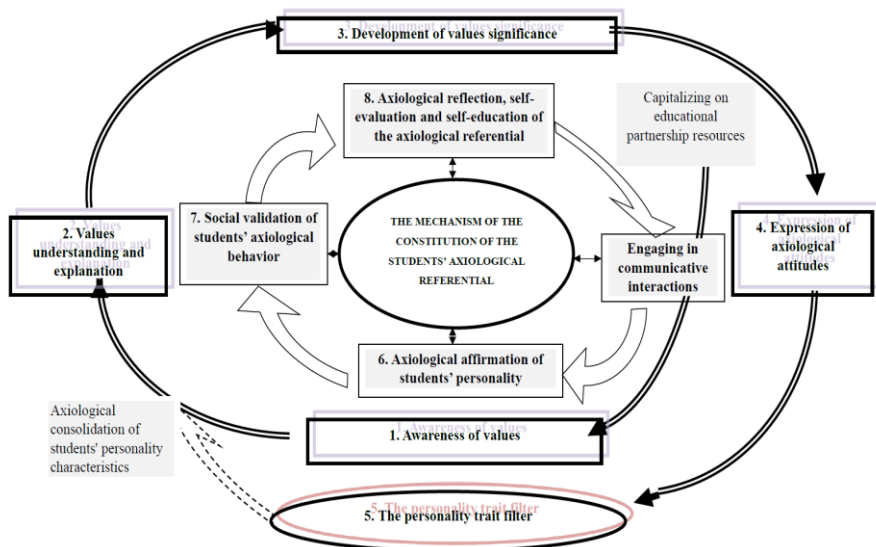 3. Development of values significance
8. Axiological reflection, self-
evaluation and self-education of
the axiological referential
Capitalizing on
educational
partnership resources
7. Social validation of
students' axiological
behavior
THE MECHANISM OF THE
CONSTITUTION OF THE
STUDENTS' AXIOLOGICAL
REFERENTIAL
Engaging in
communicative
interactions
2. Values
understanding and
explanation
4. Expression of
axiological
attitudes
6. Axiological affirmation of
students' personality
Axiological
consolidation of
students' personality
characteristics
1. Awareness of values
5. The personality trait filter